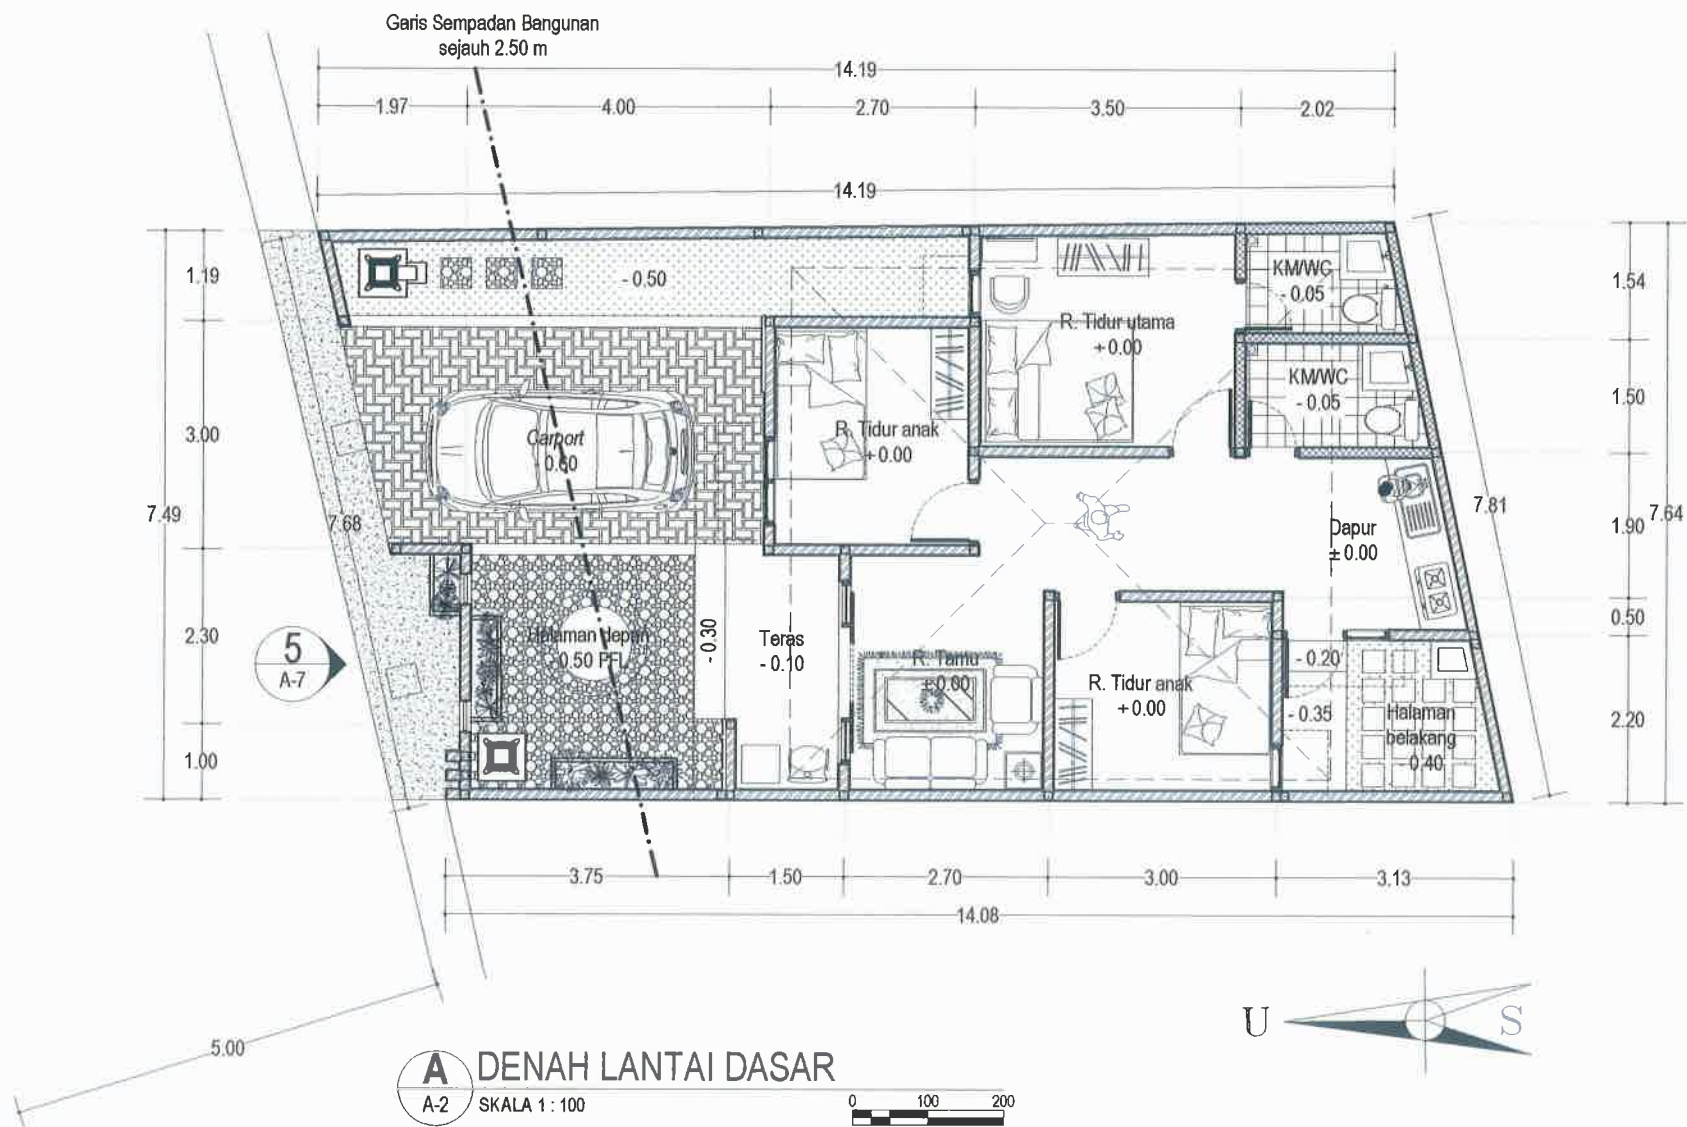 Garis Sempadan Bangunan
sejauh 2.50 m
14.19
1.97 4.00 2.70 3.50 2.02
14.19
1.19
3.00
7.49
2.30
1.00
7.68
- 0.50
Carport
- 0.60
R. Tidur anak
+ 0.00
R. Tidur utama
+ 0.00
KM/WC
- 0.05
KM/WC
- 0.05
Dapur
± 0.00
Halaman depan
- 0.50 PFL
- 0.30
Teras
- 0.10
R. Tamu
+ 0.00
R. Tidur anak
+ 0.00
- 0.20
- 0.35
Halaman
belakang
- 0.40
1.54
1.50
7.81
1.90
7.64
0.50
2.20
5
A-7
3.75 1.50 2.70 3.00 3.13
14.08
5.00
U S
A
A-2
DENAH LANTAI DASAR
SKALA 1 : 100
0 100 200